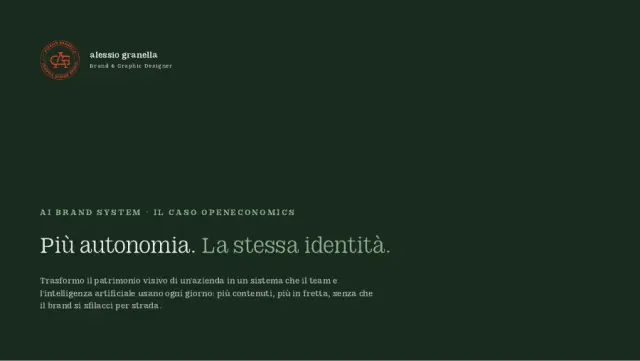 alessio granella
Brand & Graphic Designer
AI BRAND SYSTEM · IL CASO OPENECONOMICS
Più autonomia. La stessa identità.
Trasformo il patrimonio visivo di un'azienda in un sistema che il team e
l'intelligenza artificiale usano ogni giorno: più contenuti, più in fretta, senza che
il brand si sfilacci per strada.